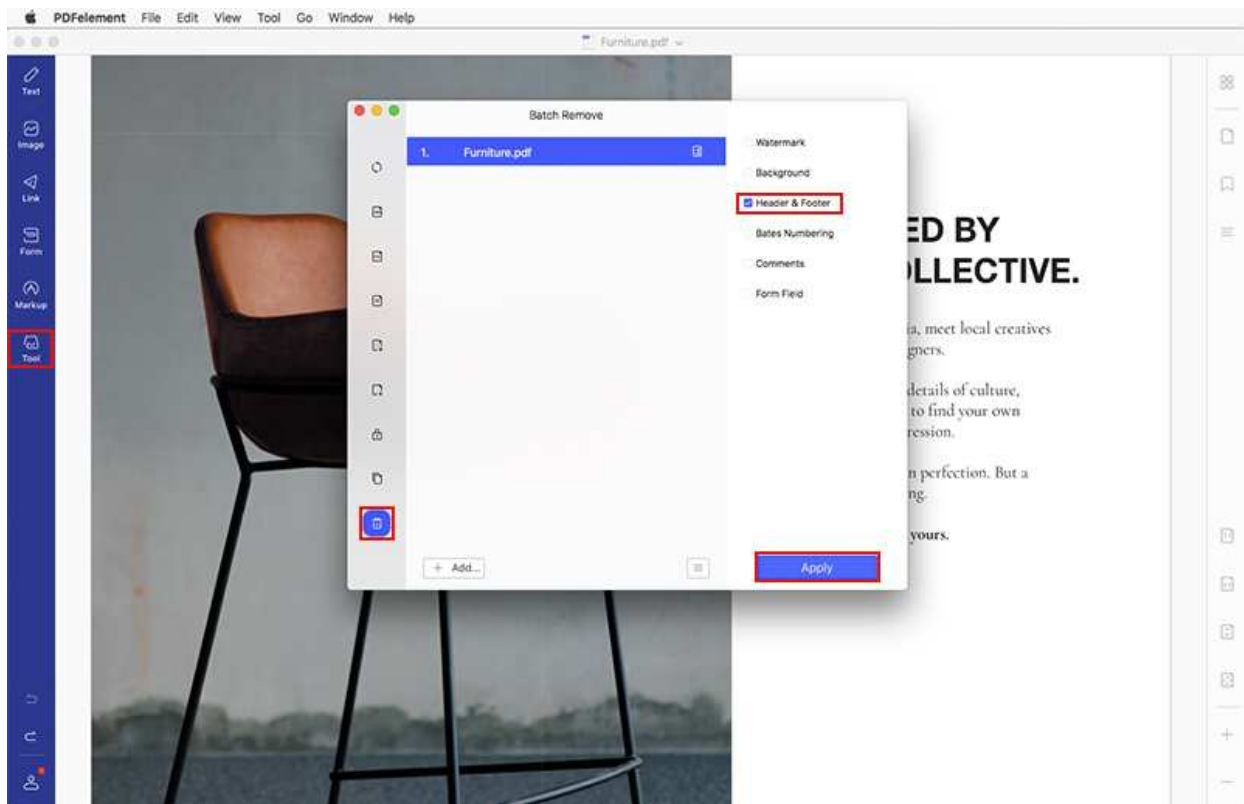 PDFelement File Edit View Tool Go Window Help
Furniture.pdf
Text
Image
Link
Form
Markup
Tool
Batch Remove
1. Furniture.pdf
+ Add...
Watermark
Background
Header & Footer
Bates Numbering
Comments
Form Field
Apply
ED BY
LLECTIVE.
ia, meet local creatives
gners.
details of culture,
to find your own
ression.
n perfection. But a
ng.
yours.